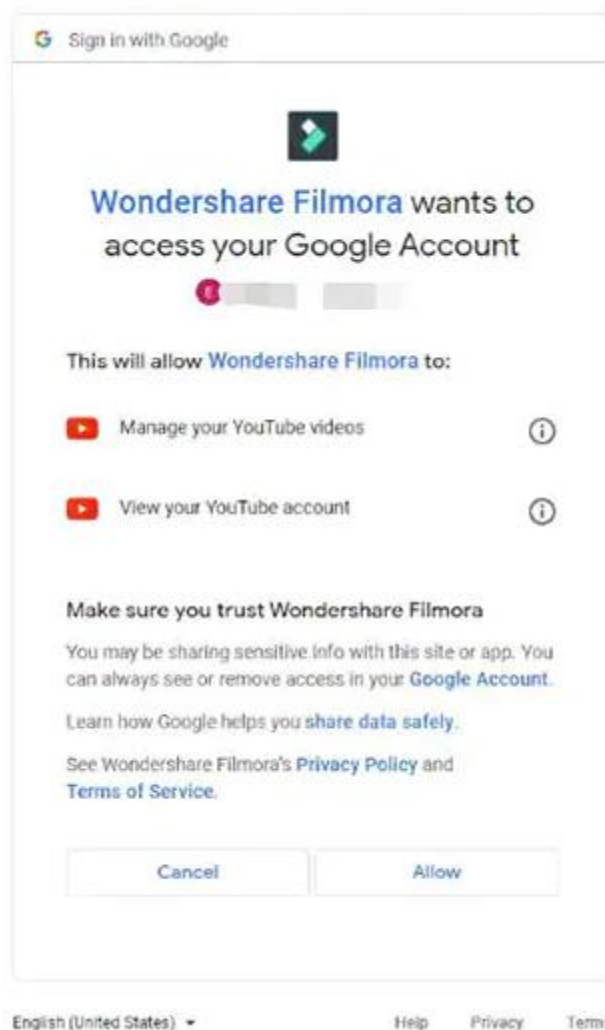 Sign in with Google
Wondershare Filmora wants to
access your Google Account
E
This will allow Wondershare Filmora to:
Manage your YouTube videos
View your YouTube account
Make sure you trust Wondershare Filmora
You may be sharing sensitive info with this site or app. You
can always see or remove access in your Google Account.
Learn how Google helps you share data safely.
See Wondershare Filmora's Privacy Policy and
Terms of Service.
Cancel Allow
English (United States) Help Privacy Term